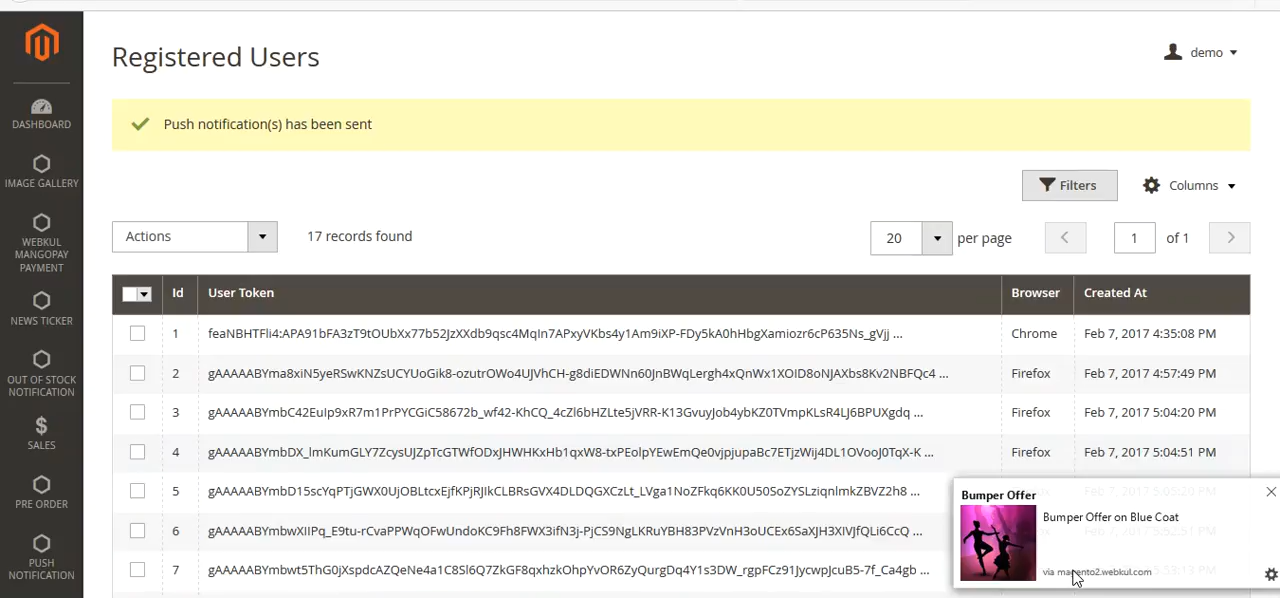 Registered Users
demo
Push notification(s) has been sent
DASHBOARD
IMAGE GALLERY
WEBKUL
MANGOPAY
PAYMENT
NEWS TICKER
OUT OF STOCK
NOTIFICATION
SALES
PRE ORDER
PUSH
NOTIFICATION
Filters
Columns
Actions
17 records found
20
per page
1
of 1
Id User Token Browser Created At
1 feaNBHTFli4:APA91bFA3zT9tOUbXx77b52JzXXdb9qsc4MqIn7APxyVKbs4y1Am9iXP-FDy5kA0hHbgXamiozr6cP635Ns_gVjj ... Chrome Feb 7, 2017 4:35:08 PM
2 gAAAAABYma8xiN5yeRSwKNZsUCYUoGik8-ozutrOWo4UJVhCH-g8diEDWNn60JnBWqLergh4xQnWx1XOID8oNJAXbs8Kv2NBFQc4 ... Firefox Feb 7, 2017 4:57:49 PM
3 gAAAAABYmbC42EuIp9xR7m1PrPYCGiC58672b_wf42-KhCQ_4cZl6bHZLte5jVRR-K13GvuyJob4ybKZ0TVmpKLsR4LJ6BPUXgdq ... Firefox Feb 7, 2017 5:04:20 PM
4 gAAAAABYmbDX_lmKumGLY7ZcysUJZpTcGTWfODxJHWHKxHb1qxW8-txPEolpYEwEmQe0vjpjupaBc7ETjzWij4DL1OVooJ0TqX-K ... Firefox Feb 7, 2017 5:04:51 PM
5 gAAAAABYmbD15scYqPTjGWX0UjOBLtcxEjfKPjRJIkCLBRsGVX4DLDQGXCzLt_LVga1NoZFkq6KK0U50SoZYSLziqnlmkZBVZ2h8 ...
6 gAAAAABYmbwXIIPq_E9tu-rCvaPPWqOFwUndoKC9Fh8FWX3ifN3j-PjCS9NgLKRuYBH83PVzVnH3oUCEx6SaXJH3XIVJfQLi6CcQ ...
7 gAAAAABYmbwt5ThG0jXspdcAZQeNe4a1C8Sl6Q7ZkGF8qxhzkOhpYvOR6ZyQurgDq4Y1s3DW_rgpFCz91JycwpJcuB5-7f_Ca4gb ...
Bumper Offer
Bumper Offer on Blue Coat
via magento2.webkul.com